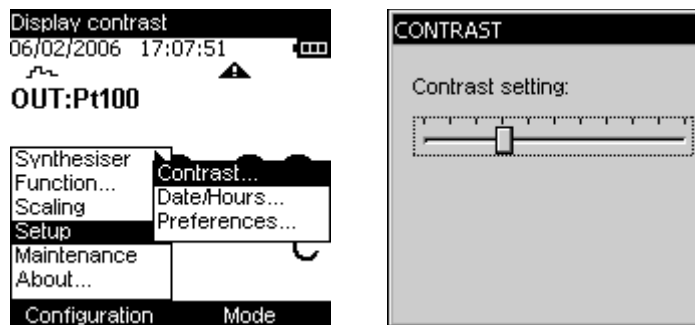 Display contrast
06/02/2006 17:07:51
OUT:Pt100
Synthesiser
Function...
Scaling
Setup
Maintenance
About...
Contrast...
Date/Hours...
Preferences...
Configuration Mode
CONTRAST
Contrast setting: